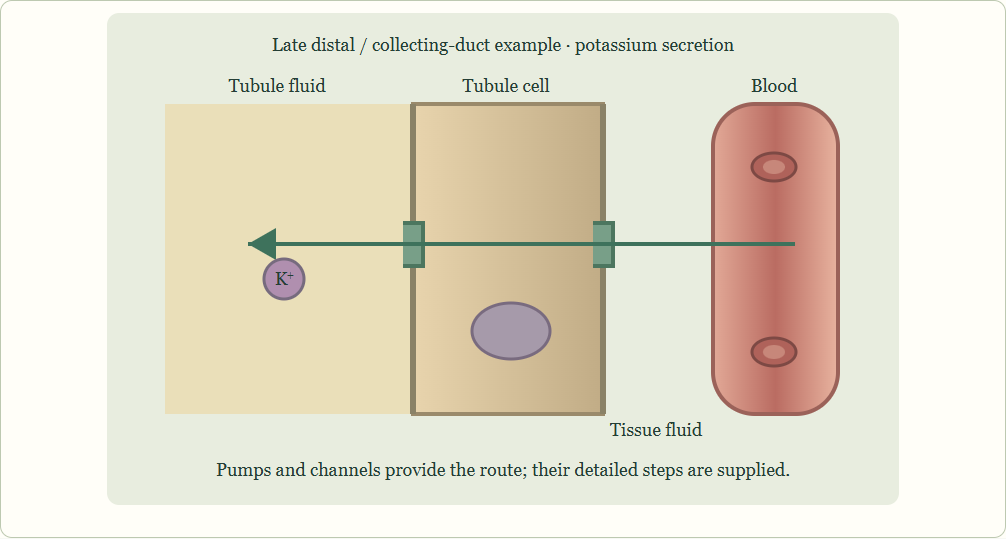 Late distal / collecting-duct example · potassium secretion
Tubule fluid
Tubule cell
Blood
K⁺
Tissue fluid
Pumps and channels provide the route; their detailed steps are supplied.